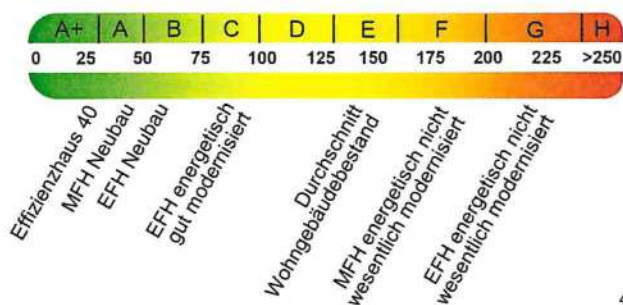 A+ A B C D E F G H
0 25 50 75 100 125 150 175 200 225 >250
Effizienzhaus 40
MFH Neubau
EFH Neubau
EFH energetisch
gut modernisiert
Durchschnitt
Wohngebäudebestand
MFH energetisch nicht
wesentlich modernisiert
EFH energetisch nicht
wesentlich modernisiert